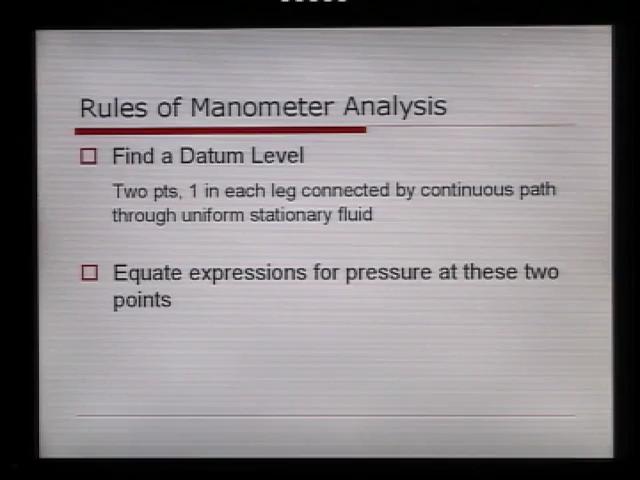 Rules of Manometer Analysis
Find a Datum Level
Two pts, 1 in each leg connected by continuous path
through uniform stationary fluid
Equate expressions for pressure at these two
points